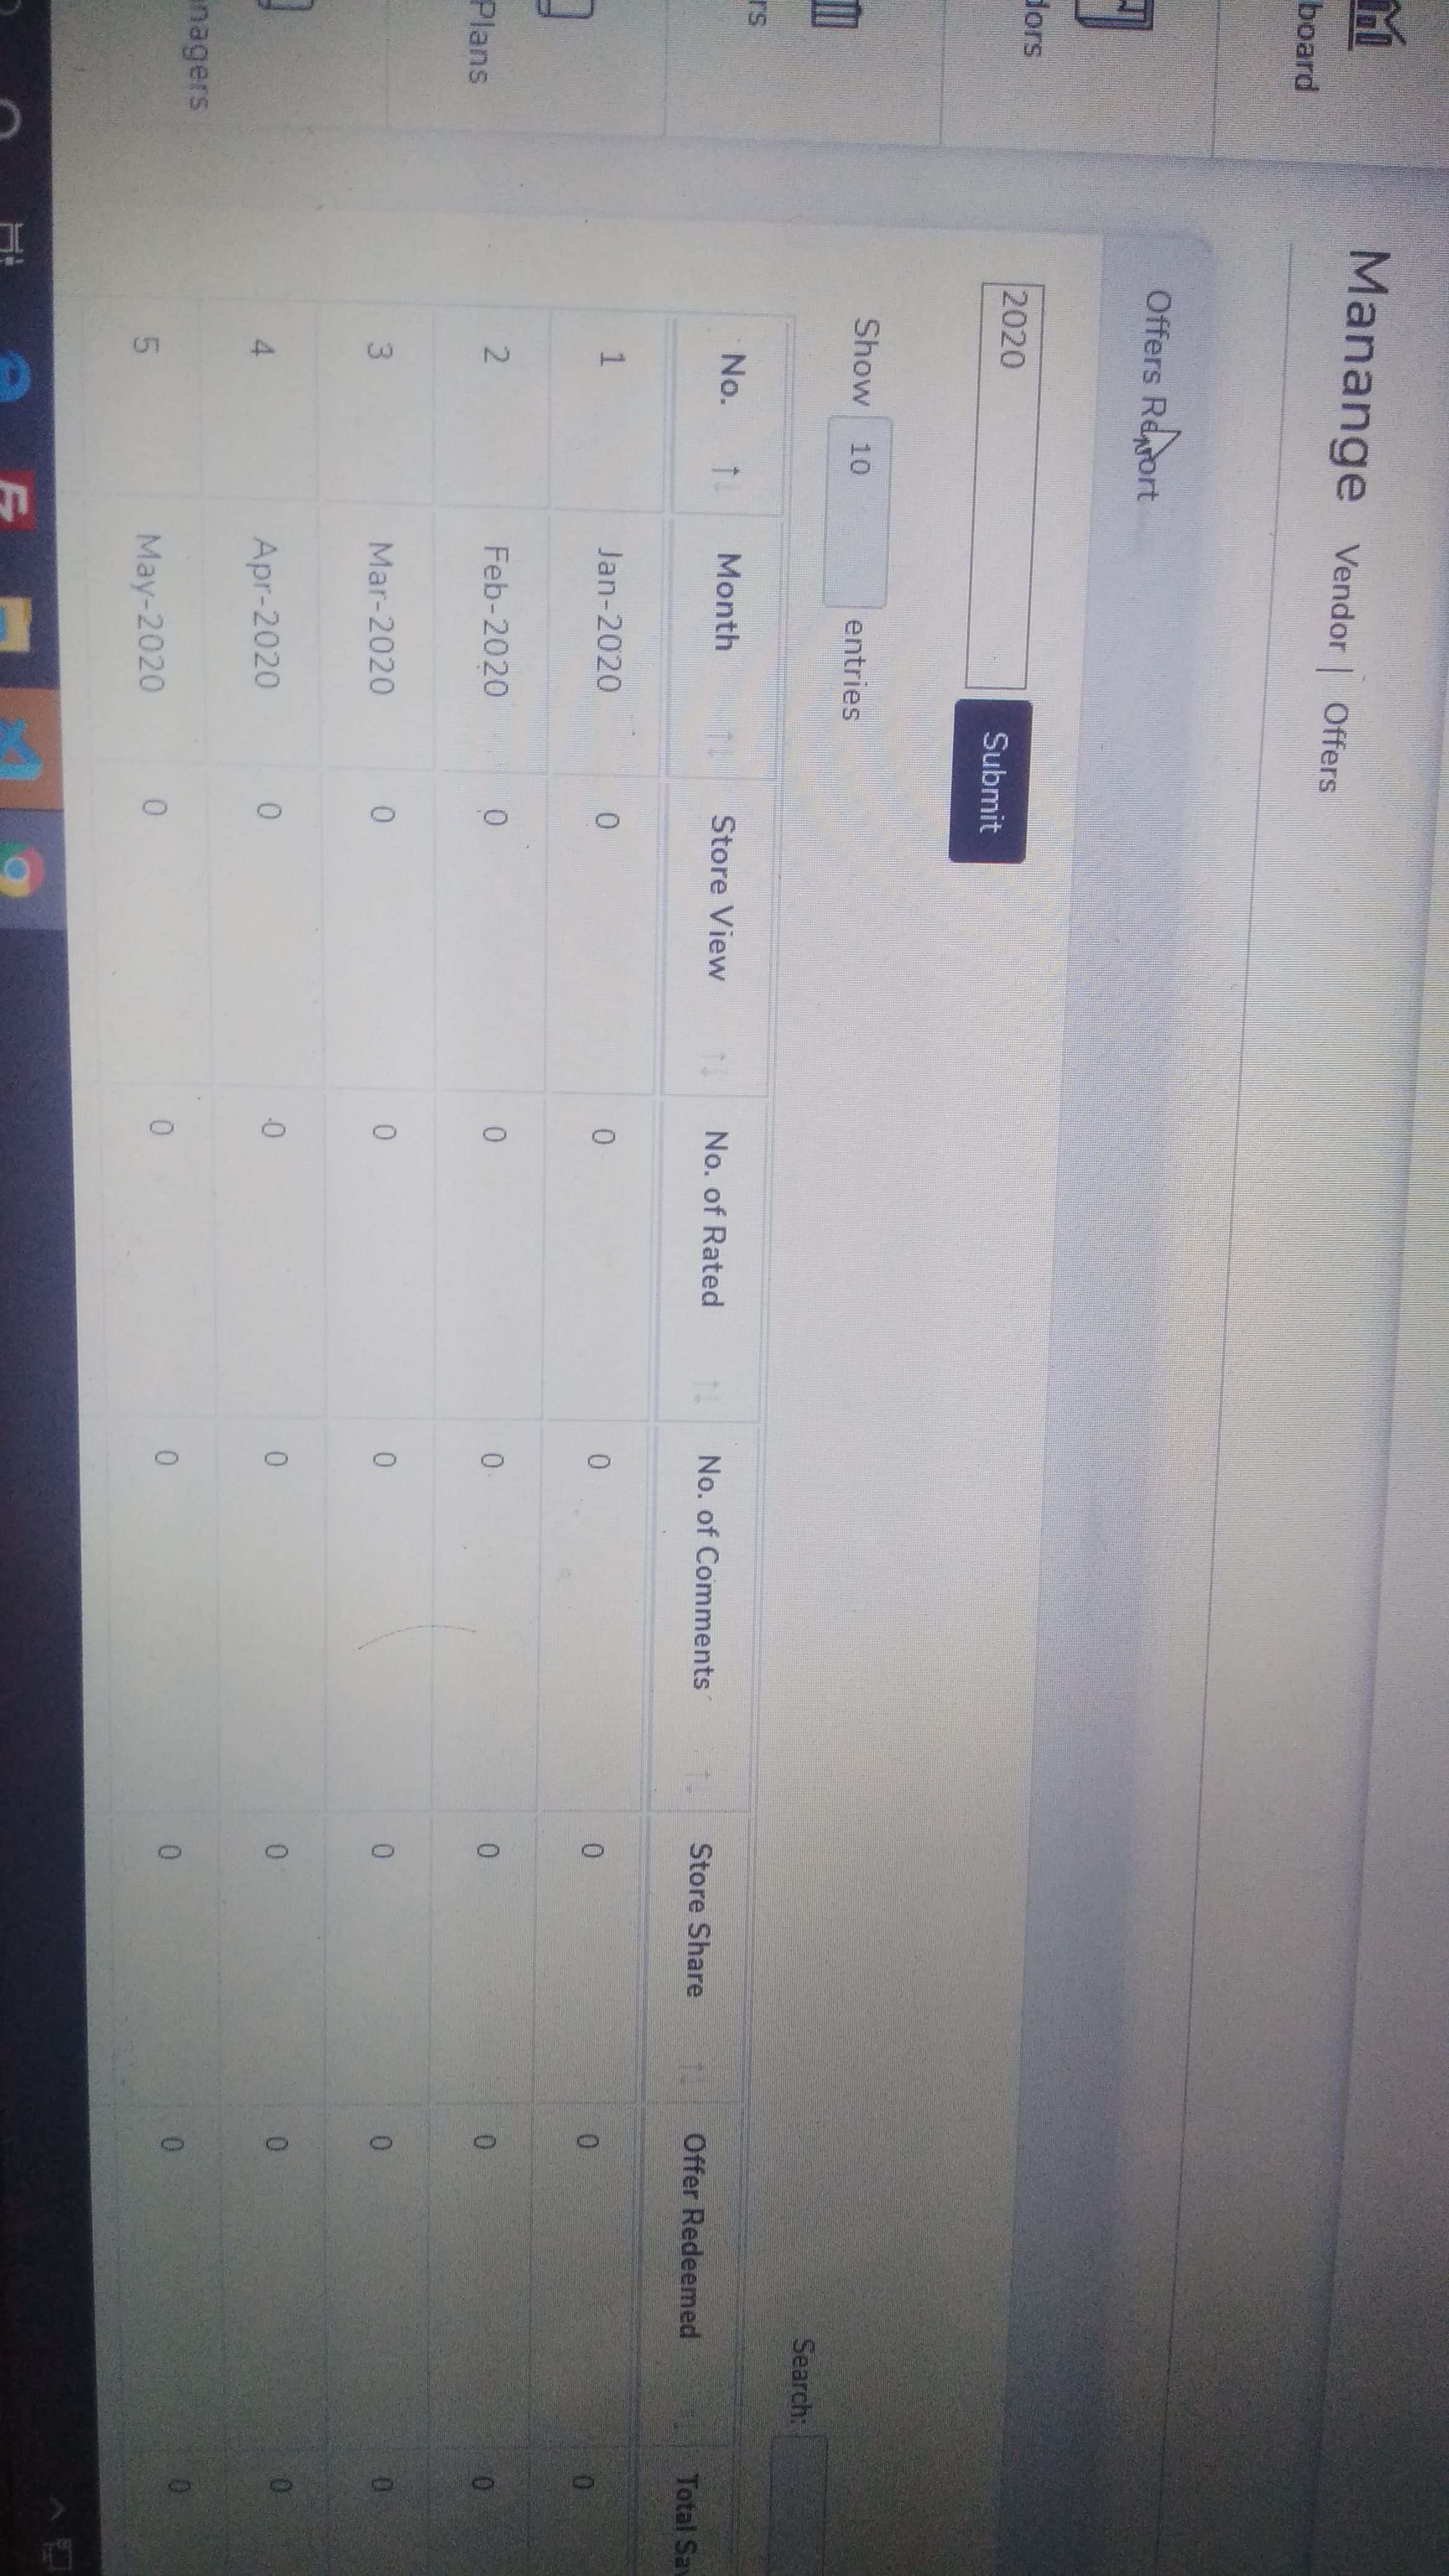 board
dors
rs
Plans
nagers
Manange Vendor | Offers
Offers Report
2020 Submit
Show 10 entries
Search:
No. Month Store View No. of Rated No. of Comments Store Share Offer Redeemed Total Sav
1 Jan-2020 0 0 0 0 0 0
2 Feb-2020 0 0 0 0 0 0
3 Mar-2020 0 0 0 0 0 0
4 Apr-2020 0 0 0 0 0 0
5 May-2020 0 0 0 0 0 0